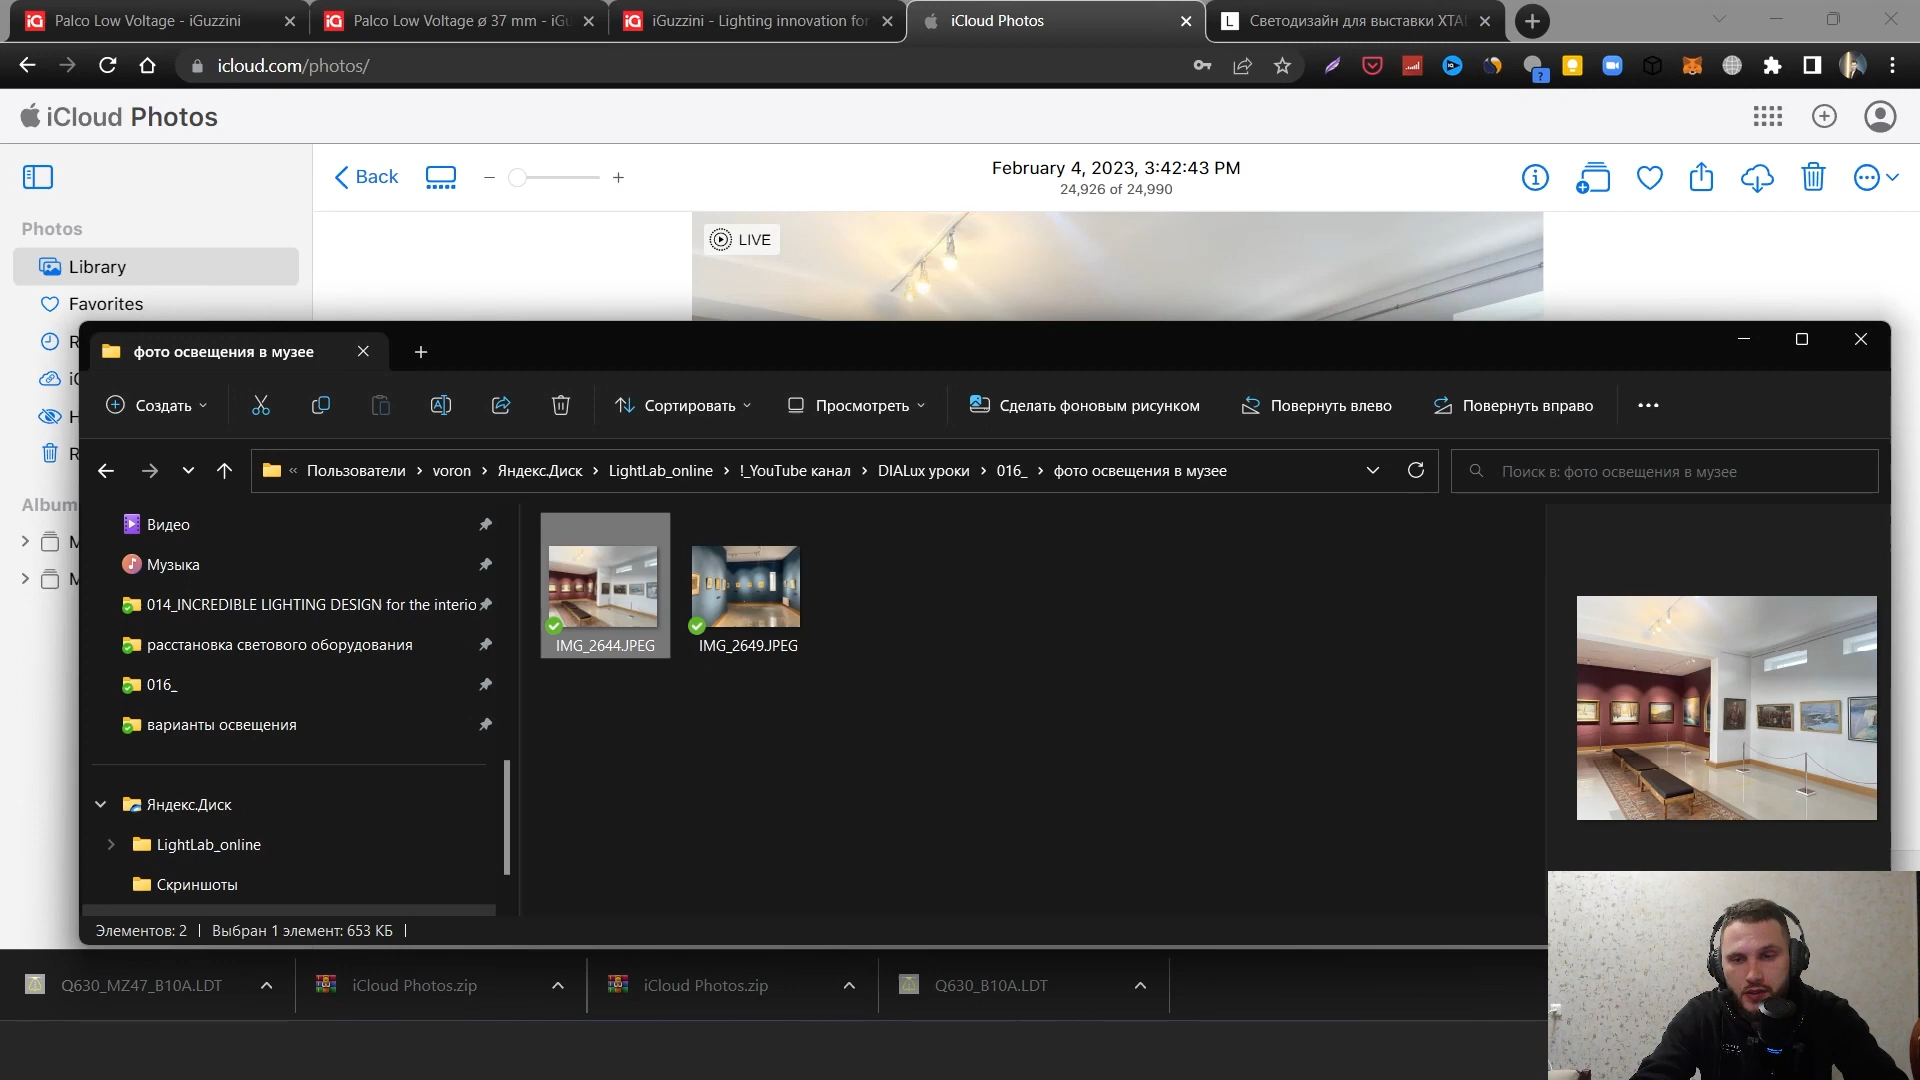 Palco Low Voltage - iGuzzini
Palco Low Voltage ø 37 mm - iGu
iGuzzini - Lighting innovation for
iCloud Photos
Светодизайн для выставки XTAL
icloud.com/photos/
iCloud Photos
Back
February 4, 2023, 3:42:43 PM
24,926 of 24,990
Photos
LIVE
Library
Favorites
фото освещения в музее
Создать
Сортировать
Просмотреть
Сделать фоновым рисунком
Повернуть влево
Повернуть вправо
« Пользователи › voron › Яндекс.Диск › LightLab_online › !_YouTube канал › DIALux уроки › 016_ › фото освещения в музее
Поиск в: фото освещения в музее
Album
Видео
Музыка
014_INCREDIBLE LIGHTING DESIGN for the interio
расстановка светового оборудования
016_
варианты освещения
Яндекс.Диск
LightLab_online
Скриншоты
IMG_2644.JPEG
IMG_2649.JPEG
Элементов: 2
Выбран 1 элемент: 653 КБ
Q630_MZ47_B10A.LDT
iCloud Photos.zip
iCloud Photos.zip
Q630_B10A.LDT